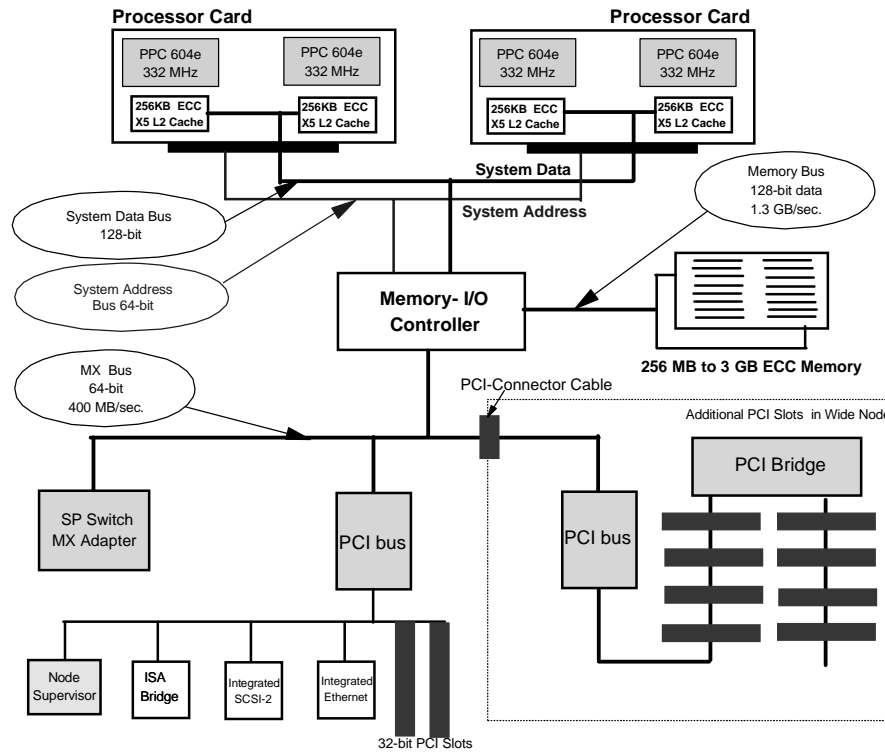 Processor Card
Processor Card
PPC 604e
332 MHz
PPC 604e
332 MHz
PPC 604e
332 MHz
PPC 604e
332 MHz
256KB ECC
X5 L2 Cache
256KB ECC
X5 L2 Cache
256KB ECC
X5 L2 Cache
256KB ECC
X5 L2 Cache
System Data
System Address
Memory Bus
128-bit data
1.3 GB/sec.
System Data Bus
128-bit
System Address
Bus 64-bit
Memory- I/O
Controller
256 MB to 3 GB ECC Memory
MX Bus
64-bit
400 MB/sec.
PCI-Connector Cable
Additional PCI Slots in Wide Node
PCI Bridge
SP Switch
MX Adapter
PCI bus
PCI bus
Node
Supervisor
ISA
Bridge
Integrated
SCSI-2
Integrated
Ethernet
32-bit PCI Slots